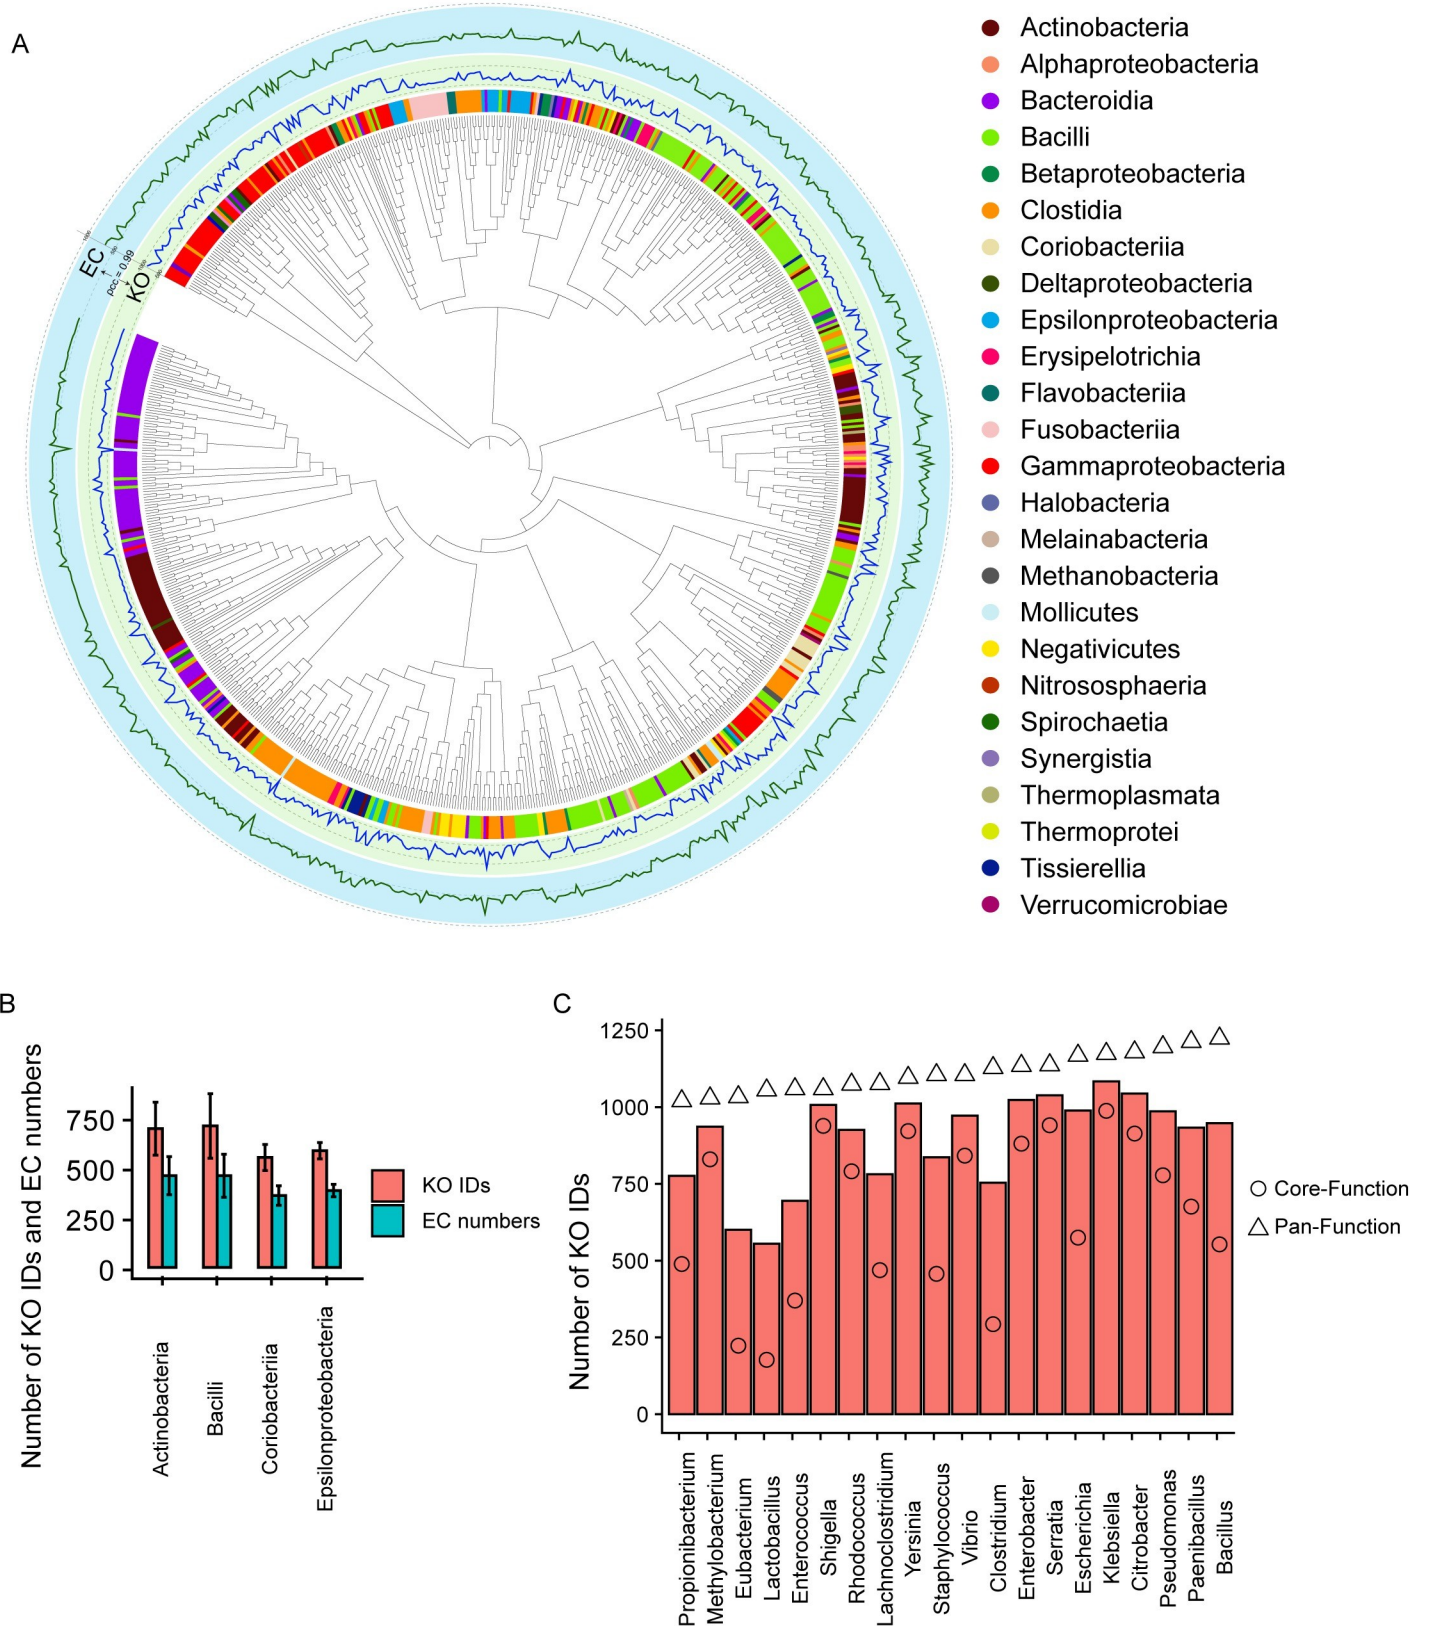 A
EC
pcc = 0.99
KO
Actinobacteria
Alphaproteobacteria
Bacteroidia
Bacilli
Betaproteobacteria
Clostidia
Coriobacteriia
Deltaproteobacteria
Epsilonproteobacteria
Erysipelotrichia
Flavobacteriia
Fusobacteriia
Gammaproteobacteria
Halobacteria
Melainabacteria
Methanobacteria
Mollicutes
Negativicutes
Nitrososphaeria
Spirochaetia
Synergistia
Thermoplasmata
Thermoprotei
Tissierellia
Verrucomicrobiae
B
Number of KO IDs and EC numbers
750
500
250
0
Actinobacteria
Bacilli
Coriobacteriia
Epsilonproteobacteria
KO IDs
EC numbers
C
Number of KO IDs
1250
1000
750
500
250
0
Propionibacterium
Methylobacterium
Eubacterium
Lactobacillus
Enterococcus
Shigella
Rhodococcus
Lachnoclostridium
Yersinia
Staphylococcus
Vibrio
Clostridium
Enterobacter
Serratia
Escherichia
Klebsiella
Citrobacter
Pseudomonas
Paenibacillus
Bacillus
Core-Function
Pan-Function